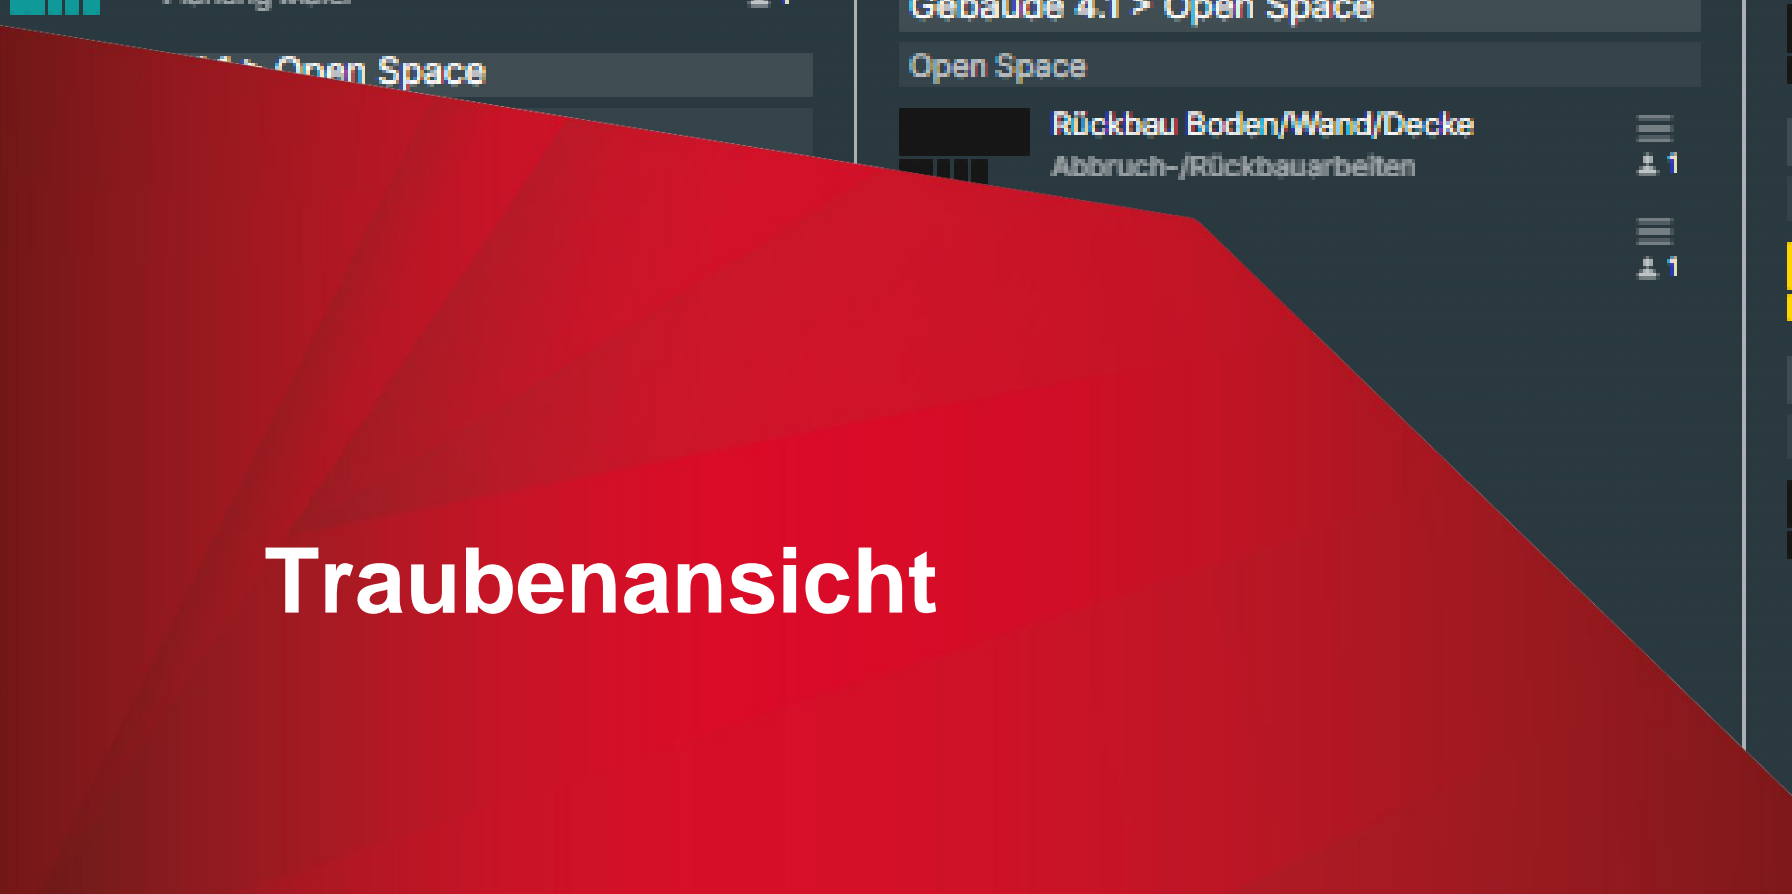 Gebäude 4.1 > Open Space
Open Space
Open Space
Rückbau Boden/Wand/Decke
Abbruch-/Rückbauarbeiten
1
1
Traubenansicht